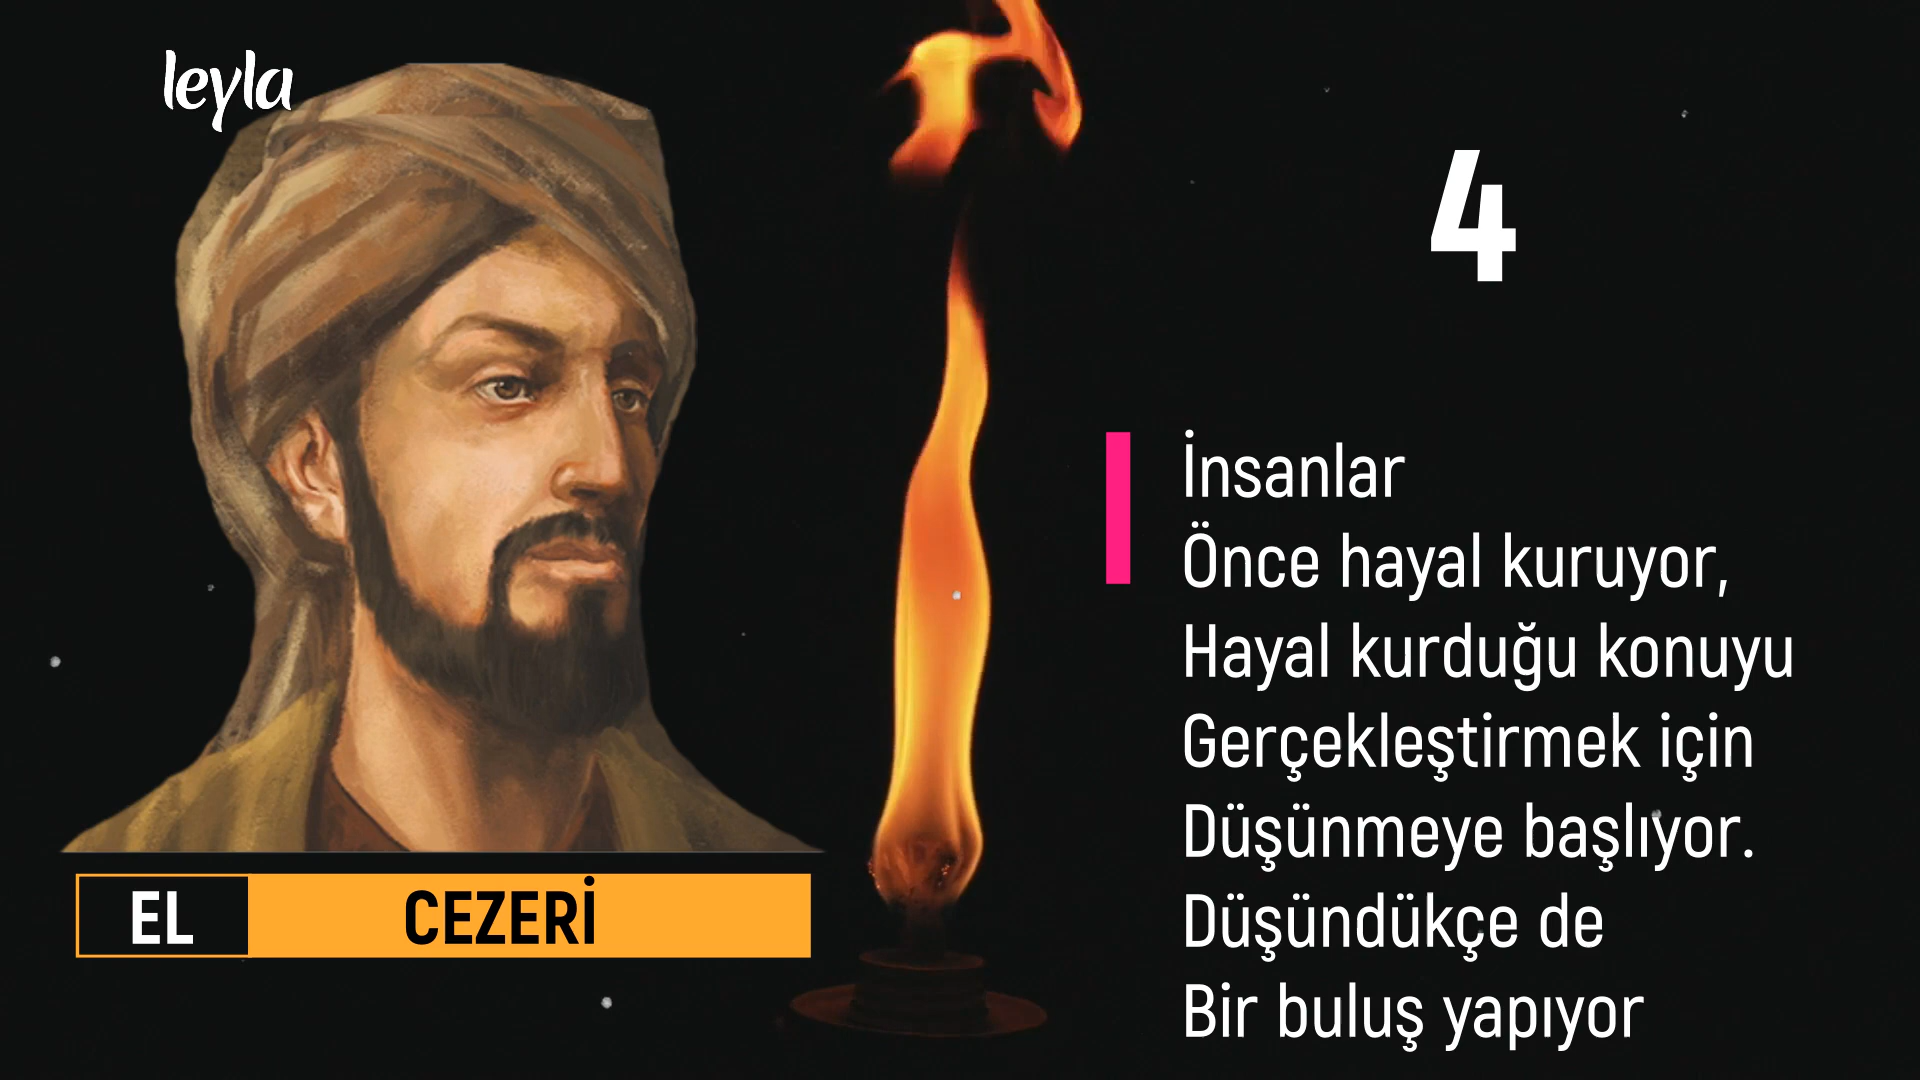 leyla
4
İnsanlar
Önce hayal kuruyor,
Hayal kurduğu konuyu
Gerçekleştirmek için
Düşünmeye başlıyor.
Düşündükçe de
Bir buluş yapıyor
EL CEZERİ